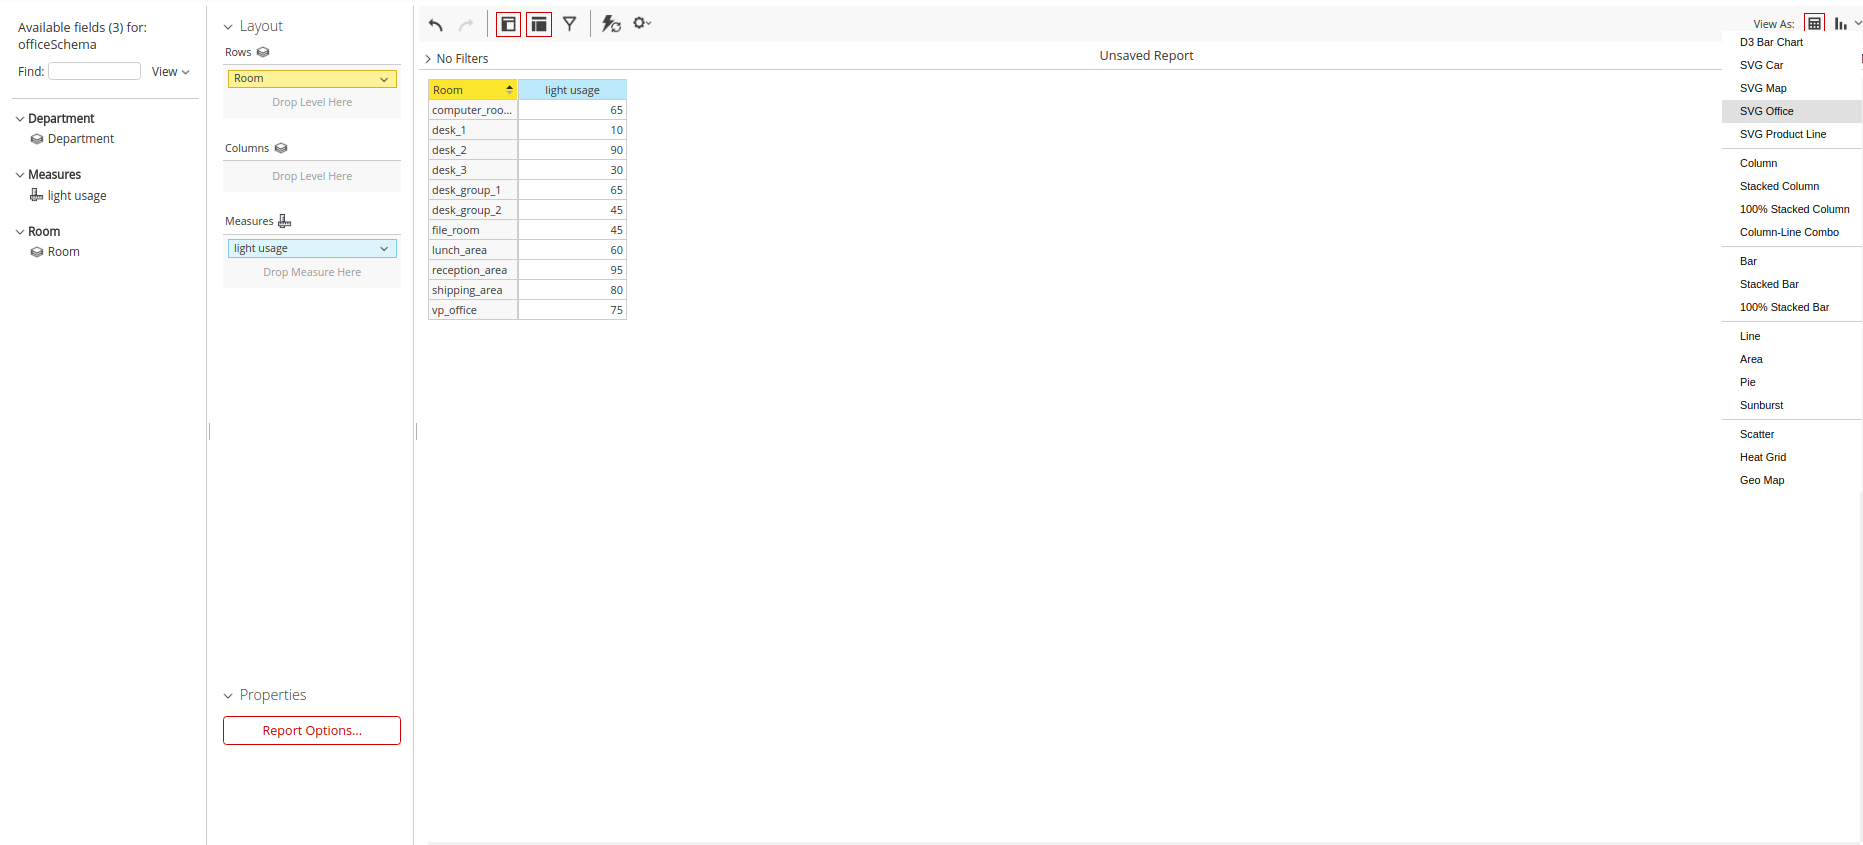 Available fields (3) for:
officeSchema
Find:
View
Department
Department
Measures
light usage
Room
Room
Layout
Rows
Room
Drop Level Here
Columns
Drop Level Here
Measures
light usage
Drop Measure Here
Properties
Report Options...
View As:
No Filters
Unsaved Report
Room light usage
computer_roo... 65
desk_1 10
desk_2 90
desk_3 30
desk_group_1 65
desk_group_2 45
file_room 45
lunch_area 60
reception_area 95
shipping_area 80
vp_office 75
D3 Bar Chart
SVG Car
SVG Map
SVG Office
SVG Product Line
Column
Stacked Column
100% Stacked Column
Column-Line Combo
Bar
Stacked Bar
100% Stacked Bar
Line
Area
Pie
Sunburst
Scatter
Heat Grid
Geo Map